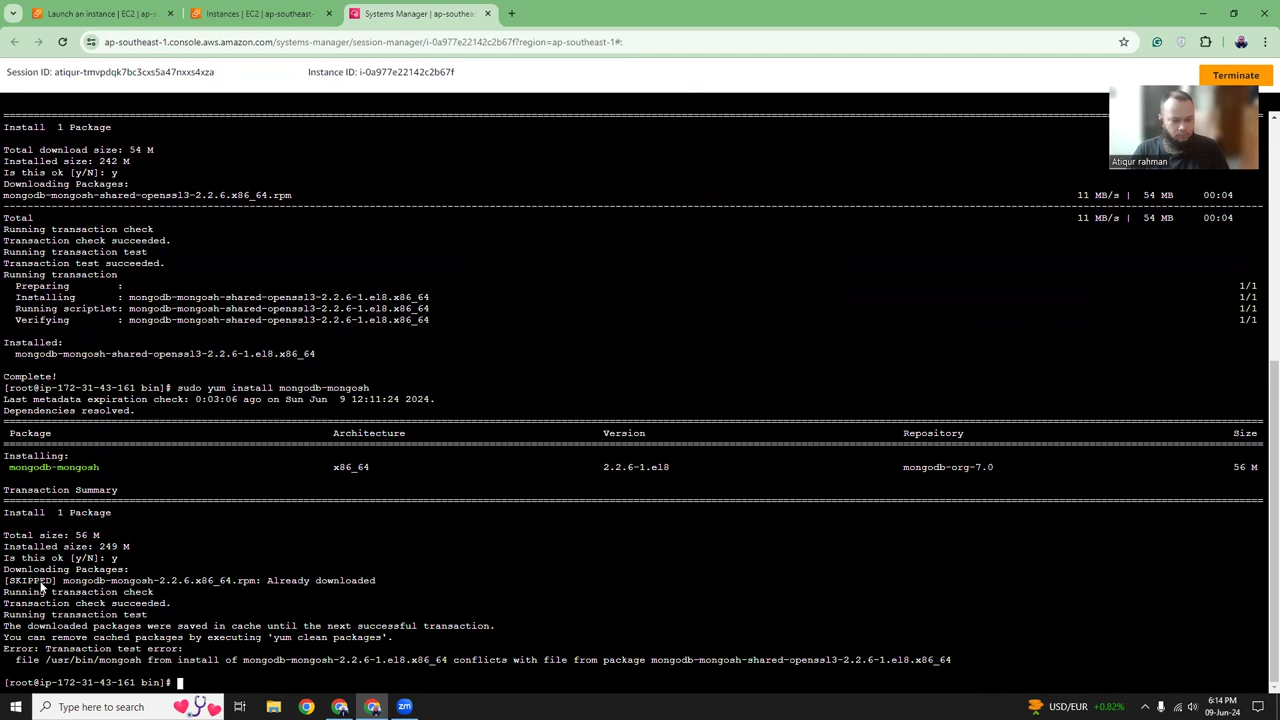 Launch an instance | EC2 | ap-s
Instances | EC2 | ap-southeast-
Systems Manager | ap-southeas
ap-southeast-1.console.aws.amazon.com/systems-manager/session-manager/i-0a977e22142c2b67f?region=ap-southeast-1#:
Session ID: atiqur-tmvpdqk7bc3cxs5a47nxxs4xza
Instance ID: i-0a977e22142c2b67f
Terminate
Install  1 Package
Atiqur rahman
Total download size: 54 M
Installed size: 242 M
Is this ok [y/N]: y
Downloading Packages:
mongodb-mongosh-shared-openssl3-2.2.6.x86_64.rpm 11 MB/s | 54 MB 00:04
Total 11 MB/s | 54 MB 00:04
Running transaction check
Transaction check succeeded.
Running transaction test
Transaction test succeeded.
Running transaction
Preparing : 1/1
Installing : mongodb-mongosh-shared-openssl3-2.2.6-1.el8.x86_64 1/1
Running scriptlet: mongodb-mongosh-shared-openssl3-2.2.6-1.el8.x86_64 1/1
Verifying : mongodb-mongosh-shared-openssl3-2.2.6-1.el8.x86_64 1/1
Installed:
mongodb-mongosh-shared-openssl3-2.2.6-1.el8.x86_64
Complete!
[root@ip-172-31-43-161 bin]# sudo yum install mongodb-mongosh
Last metadata expiration check: 0:03:06 ago on Sun Jun  9 12:11:24 2024.
Dependencies resolved.
Package Architecture Version Repository Size
Installing:
mongodb-mongosh x86_64 2.2.6-1.el8 mongodb-org-7.0 56 M
Transaction Summary
Install  1 Package
Total size: 56 M
Installed size: 249 M
Is this ok [y/N]: y
Downloading Packages:
[SKIPPED] mongodb-mongosh-2.2.6.x86_64.rpm: Already downloaded
Running transaction check
Transaction check succeeded.
Running transaction test
The downloaded packages were saved in cache until the next successful transaction.
You can remove cached packages by executing 'yum clean packages'.
Error: Transaction test error:
file /usr/bin/mongosh from install of mongodb-mongosh-2.2.6-1.el8.x86_64 conflicts with file from package mongodb-mongosh-shared-openssl3-2.2.6-1.el8.x86_64
[root@ip-172-31-43-161 bin]#
Type here to search
USD/EUR +0.82%
6:14 PM
09-Jun-24